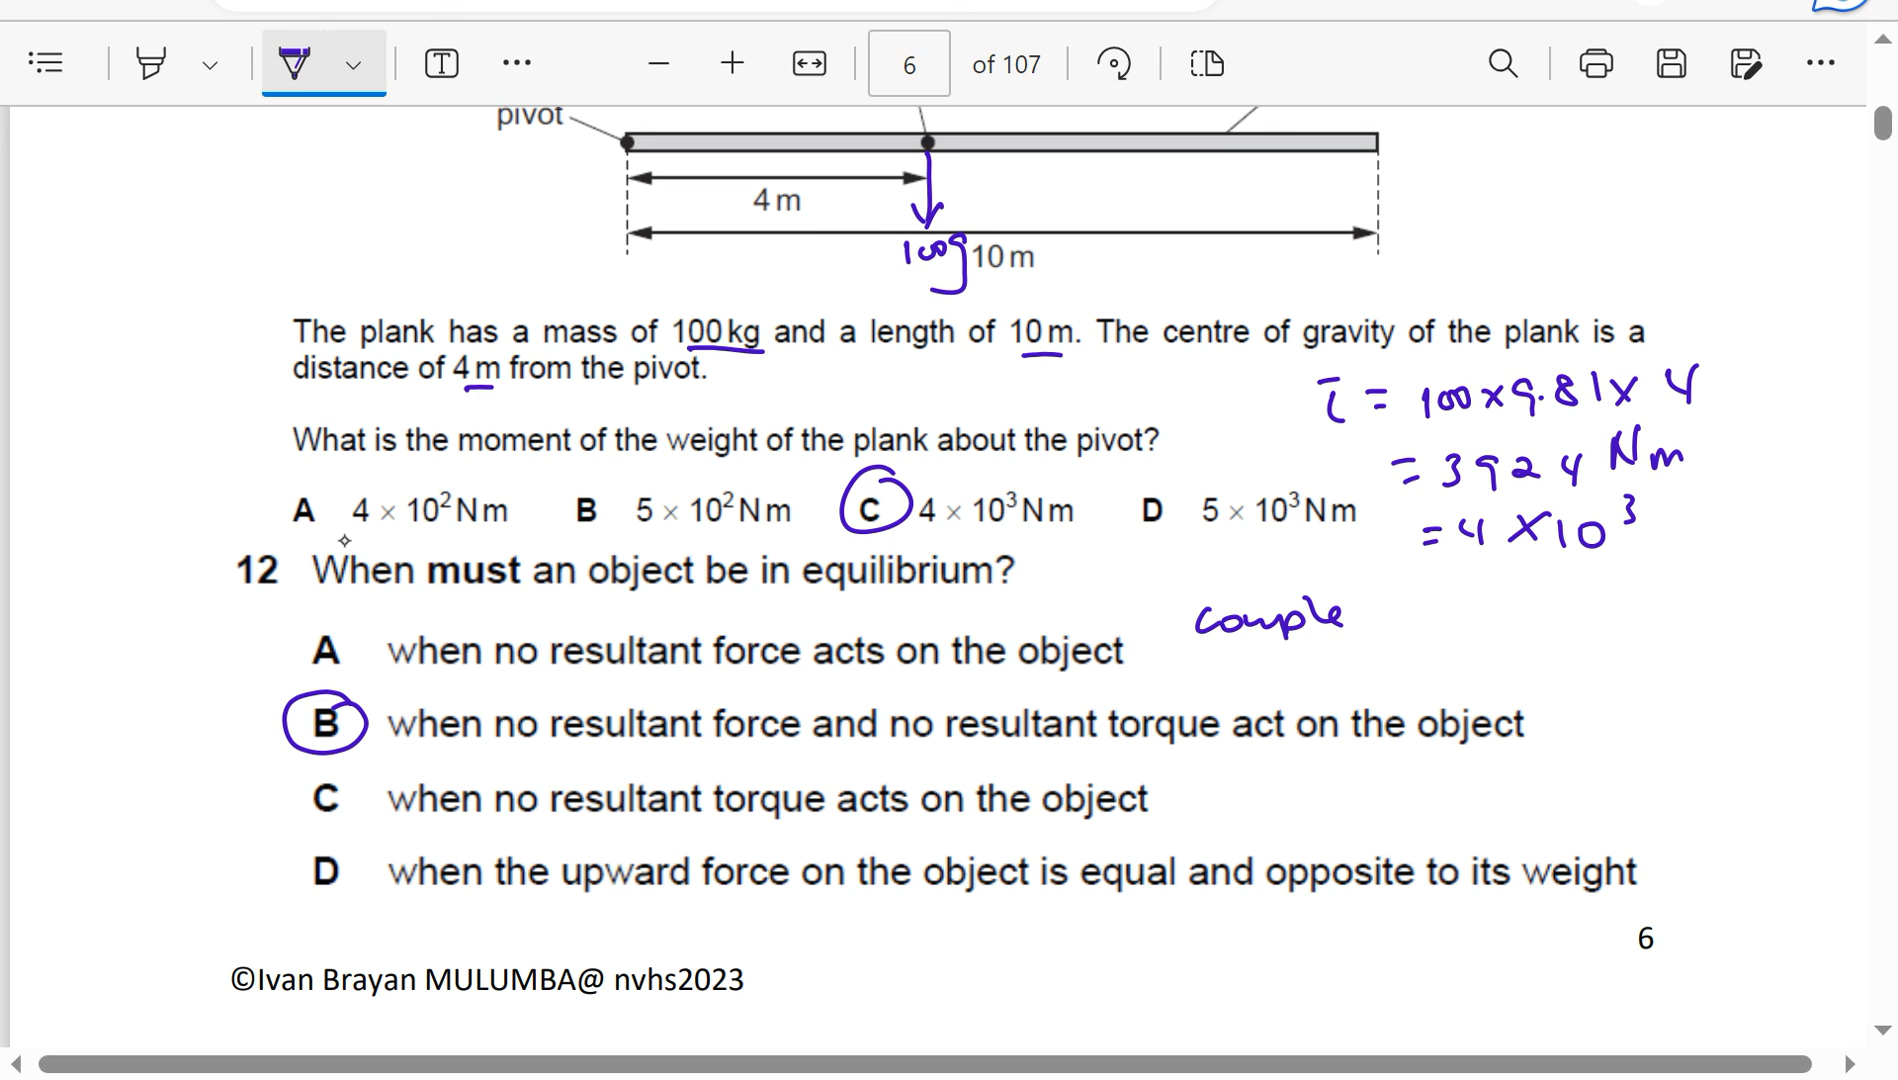 6 of 107
pivot
4 m
100g
10 m
The plank has a mass of 100 kg and a length of 10 m. The centre of gravity of the plank is a
distance of 4 m from the pivot.
τ = 100 × 9.81 × 4
What is the moment of the weight of the plank about the pivot?
= 3924 Nm
A 4 × 10² N m B 5 × 10² N m C 4 × 10³ N m D 5 × 10³ N m
= 4 × 10³
12 When must an object be in equilibrium?
couple
A when no resultant force acts on the object
B when no resultant force and no resultant torque act on the object
C when no resultant torque acts on the object
D when the upward force on the object is equal and opposite to its weight
6
©Ivan Brayan MULUMBA@ nvhs2023